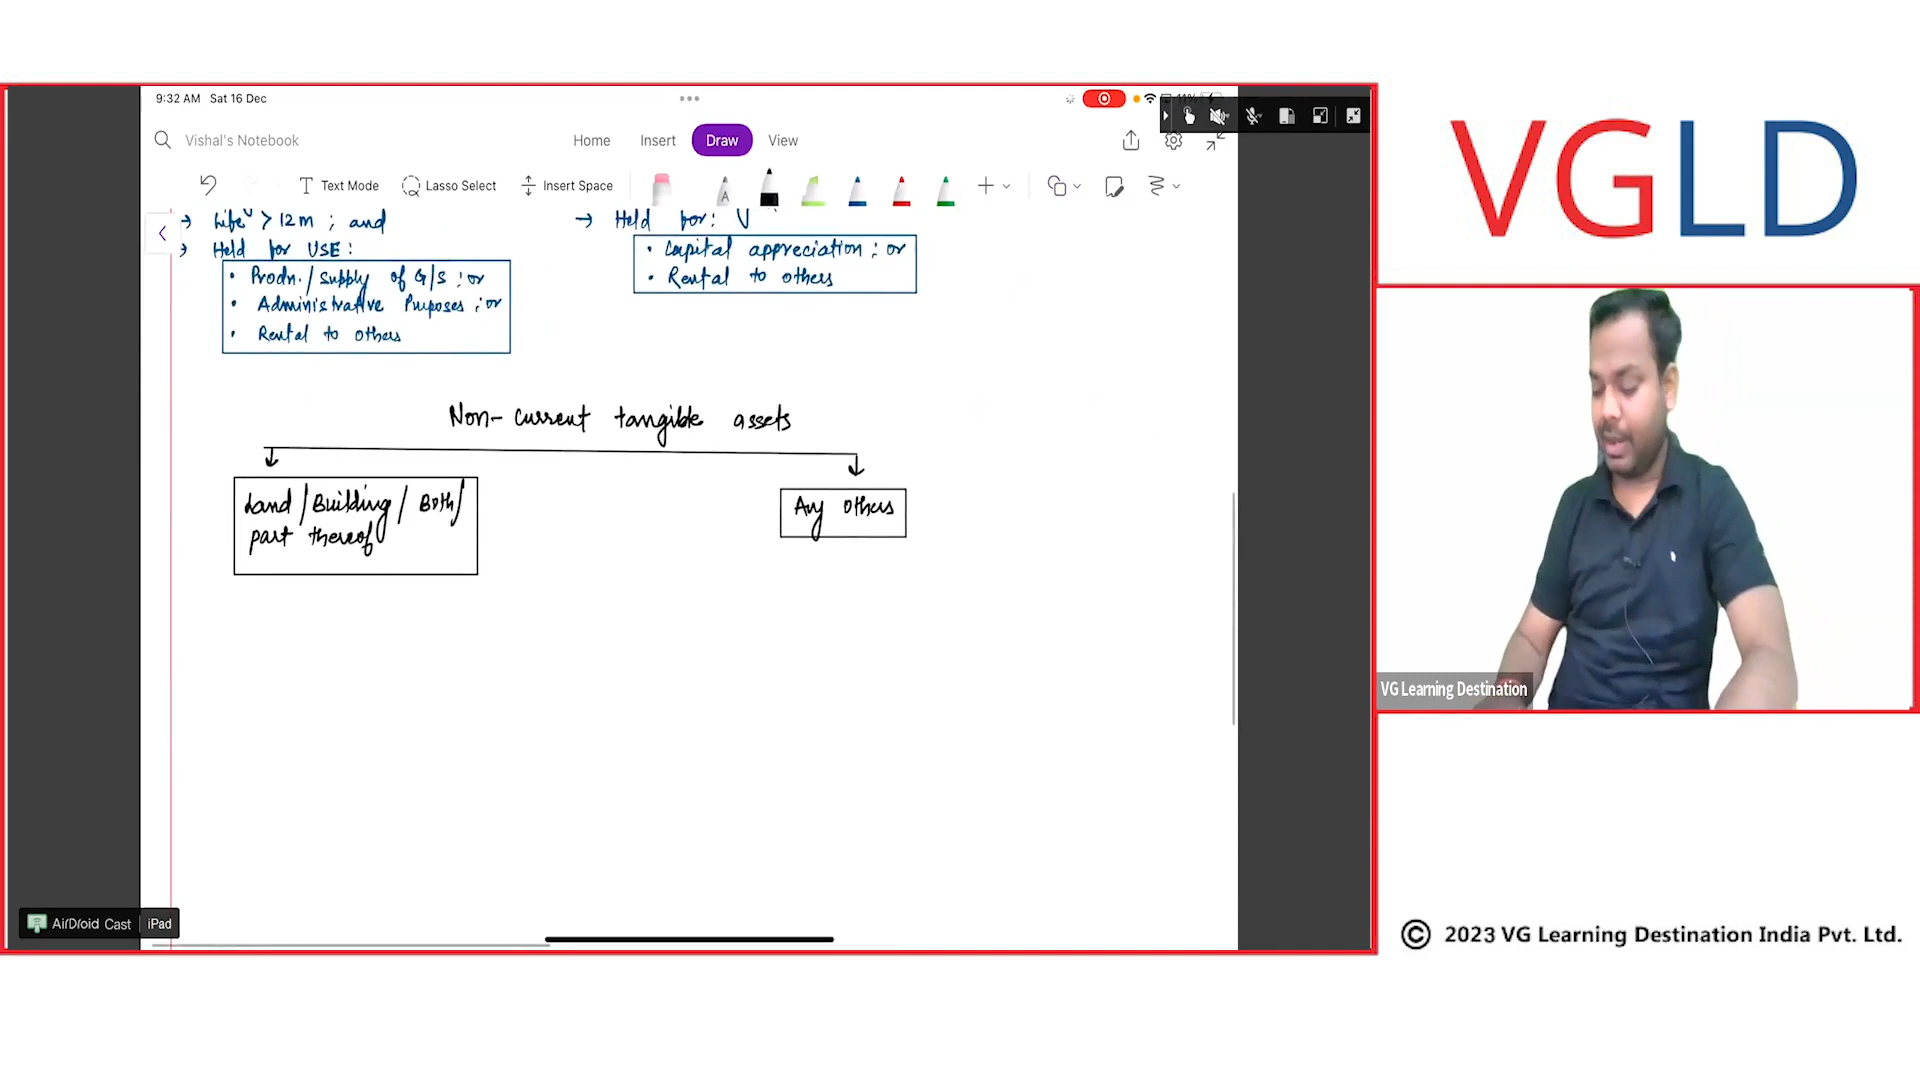 9:32 AM Sat 16 Dec
Vishal's Notebook
Home Insert Draw View
Text Mode Lasso Select Insert Space
→ Life > 12m ; and
→ Held for USE :
• Prodn. / Supply of G/S ; or
• Administrative Purposes ; or
• Rental to others
→ Held for :
• Capital appreciation ; or
• Rental to others
Non-current tangible assets
Land / Building / Both /
part thereof
Any others
AirDroid Cast iPad
VGLD
VG Learning Destination
© 2023 VG Learning Destination India Pvt. Ltd.